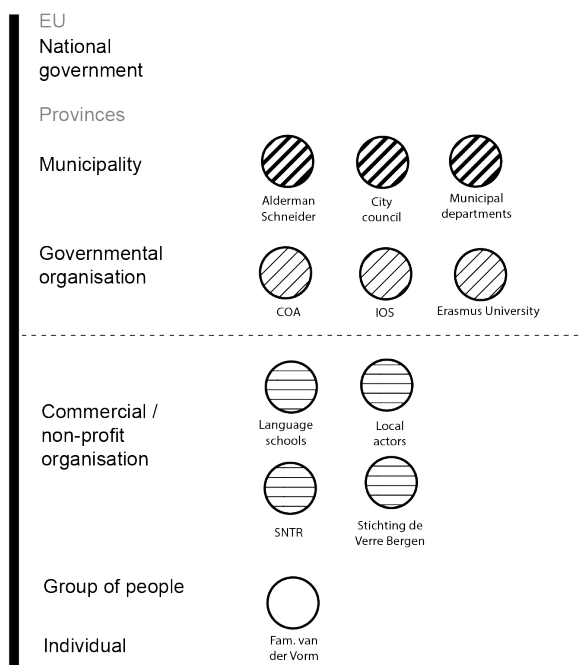 EU
National
government
Provinces
Municipality
Alderman
Schneider
City
council
Municipal
departments
Governmental
organisation
COA
IOS
Erasmus University
Commercial /
non-profit
organisation
Language
schools
Local
actors
SNTR
Stichting de
Verre Bergen
Group of people
Individual
Fam. van
der Vorm